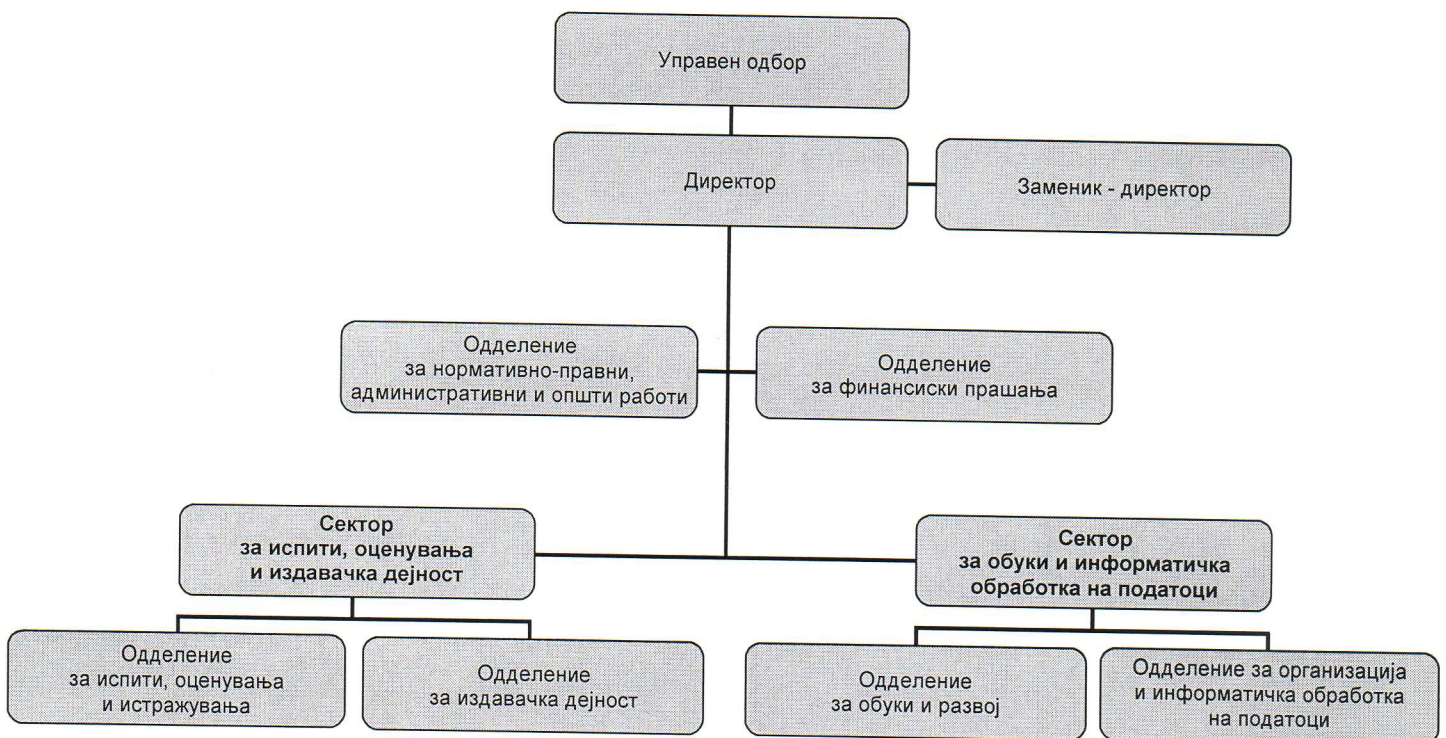 Управен одбор
Директор
Заменик - директор
Одделение
за нормативно-правни,
административни и општи работи
Одделение
за финансиски прашања
Сектор
за испити, оценувања
и издавачка дејност
Сектор
за обуки и информатичка
обработка на податоци
Одделение
за испити, оценувања
и истражувања
Одделение
за издавачка дејност
Одделение
за обуки и развој
Одделение за организација
и информатичка обработка
на податоци